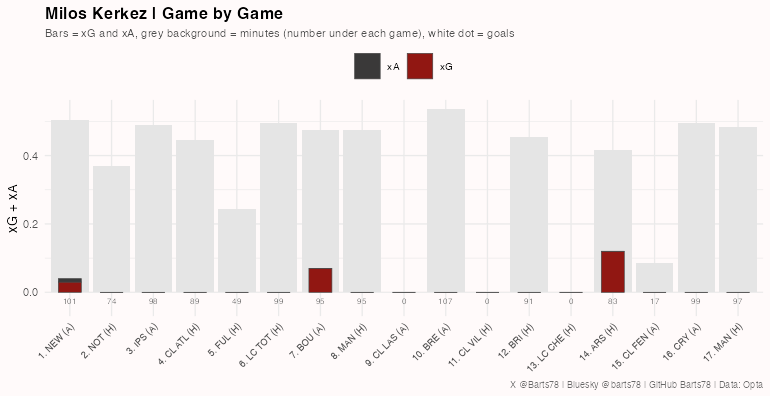 Milos Kerkez | Game by Game
Bars = xG and xA, grey background = minutes (number under each game), white dot = goals
xA xG
xG + xA
0.4
0.2
0.0
101 74 98 89 49 99 95 95 0 107 0 91 0 83 17 99 97
1. NEW (A)
2. NOT (H)
3. IPS (A)
4. CL ATL (H)
5. FUL (H)
6. LC TOT (H)
7. BOU (A)
8. MAN (H)
9. CL LAS (A)
10. BRE (A)
11. CL VIL (H)
12. BRI (H)
13. LC CHE (H)
14. ARS (H)
15. CL FEN (A)
16. CRY (A)
17. MAN (H)
X @Barts78 | Bluesky @barts78 | GitHub Barts78 | Data: Opta